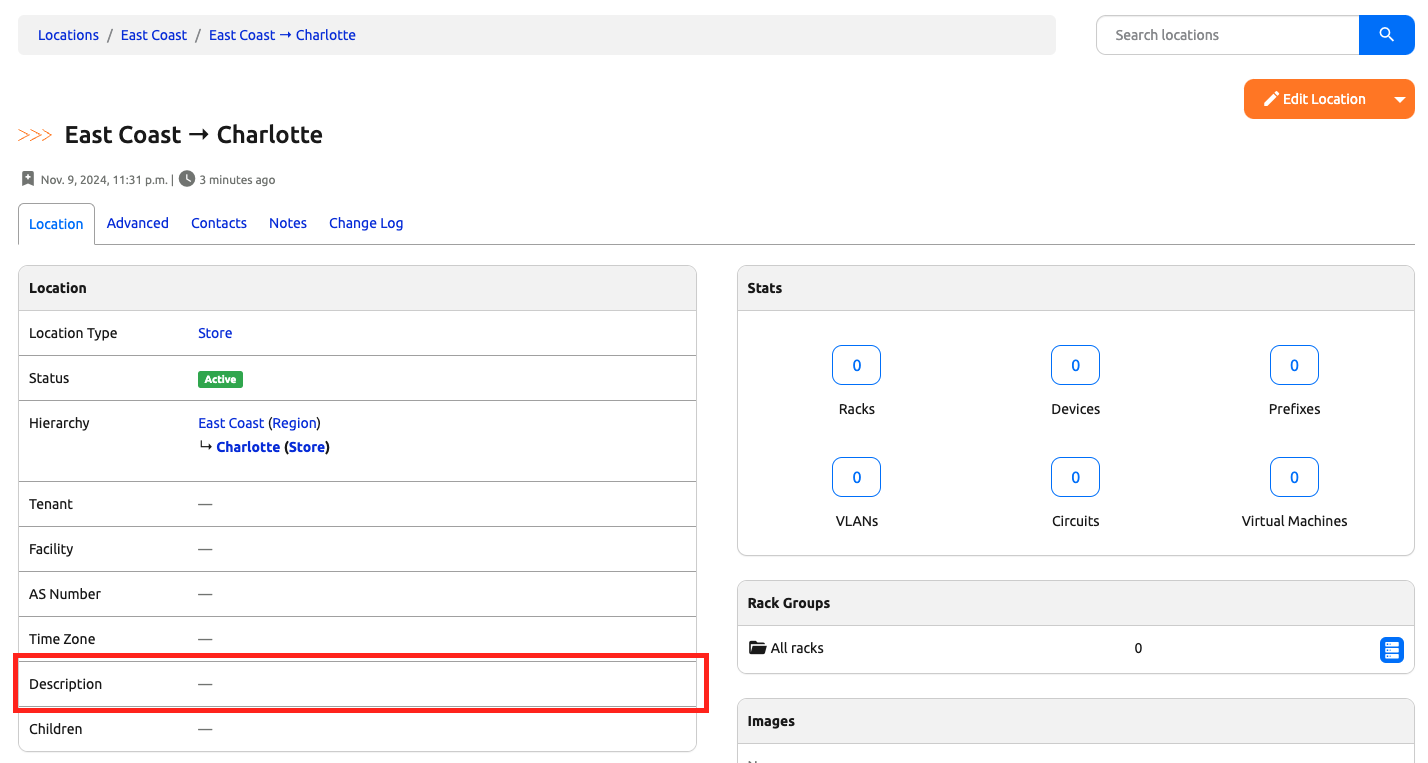 Locations / East Coast / East Coast → Charlotte
Search locations
Edit Location
>>> East Coast → Charlotte
Nov. 9, 2024, 11:31 p.m. | 3 minutes ago
Location Advanced Contacts Notes Change Log
Location
Location Type Store
Status Active
Hierarchy East Coast (Region)
↳ Charlotte (Store)
Tenant —
Facility —
AS Number —
Time Zone —
Description —
Children —
Stats
0 0 0
Racks Devices Prefixes
0 0 0
VLANs Circuits Virtual Machines
Rack Groups
All racks 0
Images